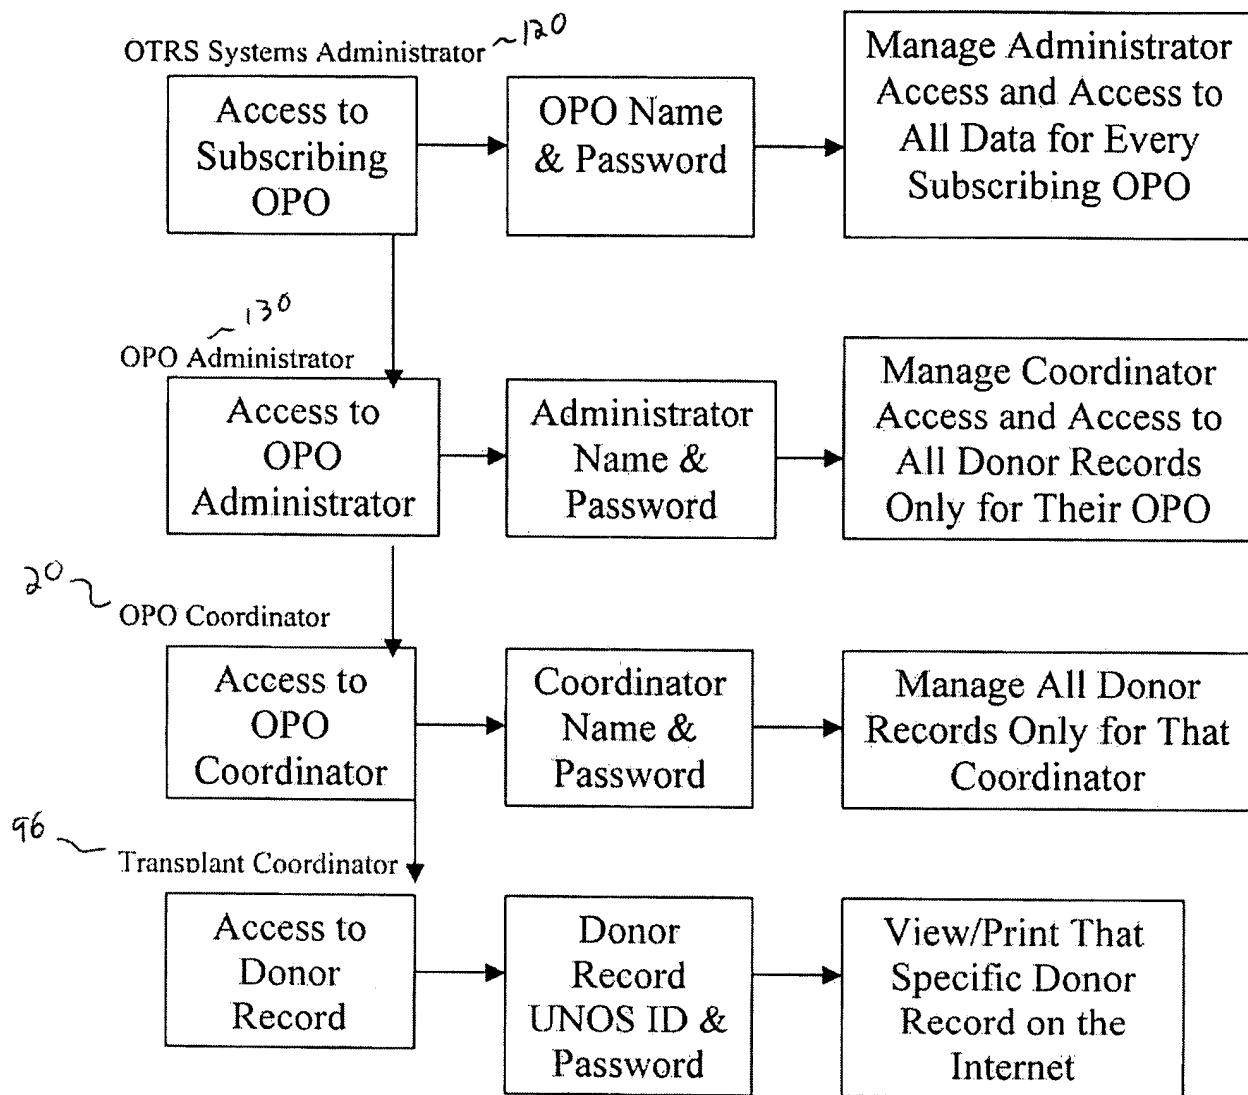 OTRS Systems Administrator 120
Access to
Subscribing
OPO
OPO Name
& Password
Manage Administrator
Access and Access to
All Data for Every
Subscribing OPO
130
OPO Administrator
Access to
OPO
Administrator
Administrator
Name &
Password
Manage Coordinator
Access and Access to
All Donor Records
Only for Their OPO
20
OPO Coordinator
Access to
OPO
Coordinator
Coordinator
Name &
Password
Manage All Donor
Records Only for That
Coordinator
96
Transplant Coordinator
Access to
Donor
Record
Donor
Record
UNOS ID &
Password
View/Print That
Specific Donor
Record on the
Internet